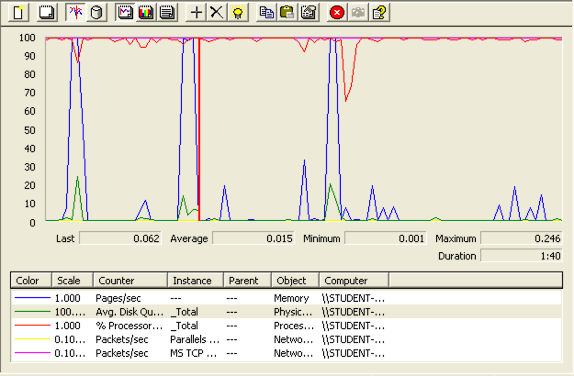 100
90
80
70
60
50
40
30
20
10
0
Last 0.062 Average 0.015 Minimum 0.001 Maximum 0.246
Duration 1:40
Color Scale Counter Instance Parent Object Computer
1.000 Pages/sec --- --- Memory \\STUDENT-...
100.... Avg. Disk Qu... _Total --- Physic... \\STUDENT-...
1.000 % Processor... _Total --- Proces... \\STUDENT-...
0.10... Packets/sec Parallels ... --- Netwo... \\STUDENT-...
0.10... Packets/sec MS TCP ... --- Netwo... \\STUDENT-...